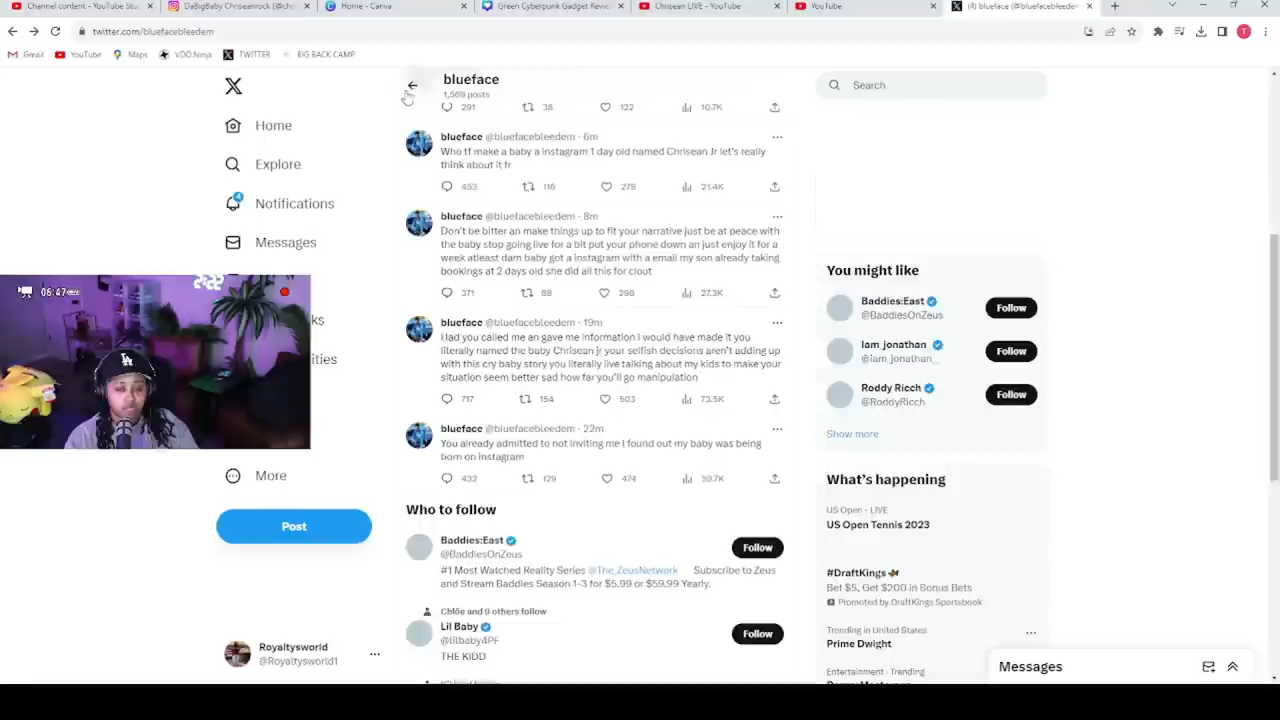 Channel content - YouTube Stu
DaBigBaby Chriseanrock (@ch
Home - Canva
Green Cyberpunk Gadget Revie
Chrisean LIVE - YouTube
YouTube
(4) blueface (@bluefacebleedem
twitter.com/bluefacebleedem
T
Gmail
YouTube
Maps
VDO.Ninja
TWITTER
BIG BACK CAMP
blueface
1,569 posts
Search
291 38 122 10.7K
Home
Explore
4
Notifications
Messages
ks
ities
More
Post
blueface @bluefacebleedem · 6m
Who tf make a baby a instagram 1 day old named Chrisean Jr let's really
think about it fr
453 116 278 21.4K
blueface @bluefacebleedem · 8m
Don't be bitter an make things up to fit your narrative just be at peace with
the baby stop going live for a bit put your phone down an just enjoy it for a
week atleast dam baby got a instagram with a email my son already taking
bookings at 2 days old she did all this for clout
371 88 296 27.3K
blueface @bluefacebleedem · 19m
Had you called me an gave me information I would have made it you
literally named the baby Chrisean jr your selfish decisions aren't adding up
with this cry baby story you literally live talking about my kids to make your
situation seem better sad how far you'll go manipulation
717 154 503 73.5K
blueface @bluefacebleedem · 22m
You already admitted to not inviting me I found out my baby was being
born on instagram
432 129 474 59.7K
Who to follow
Baddies:East
@BaddiesOnZeus
Follow
#1 Most Watched Reality Series @The_ZeusNetwork Subscribe to Zeus
and Stream Baddies Season 1-3 for $5.99 or $59.99 Yearly.
Chlöe and 9 others follow
Lil Baby
@lilbaby4PF
Follow
THE KIDD
06:47
LA
Royaltysworld
@Royaltysworld1
You might like
Baddies:East
@BaddiesOnZeus
Follow
Iam_jonathan
@iam_jonathan_
Follow
Roddy Ricch
@RoddyRicch
Follow
Show more
What's happening
US Open · LIVE
US Open Tennis 2023
#DraftKings
Bet $5, Get $200 in Bonus Bets
Promoted by DraftKings Sportsbook
Trending in United States
Prime Dwight
Entertainment · Trending
Messages